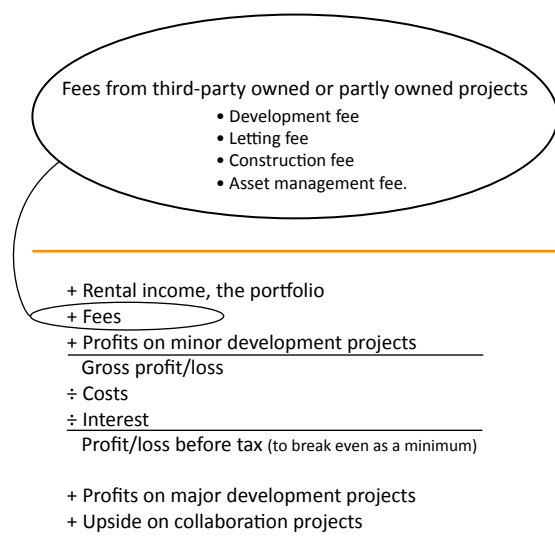 Fees from third-party owned or partly owned projects
• Development fee
• Letting fee
• Construction fee
• Asset management fee.
+ Rental income, the portfolio
+ Fees
+ Profits on minor development projects
Gross profit/loss
÷ Costs
÷ Interest
Profit/loss before tax (to break even as a minimum)
+ Profits on major development projects
+ Upside on collaboration projects